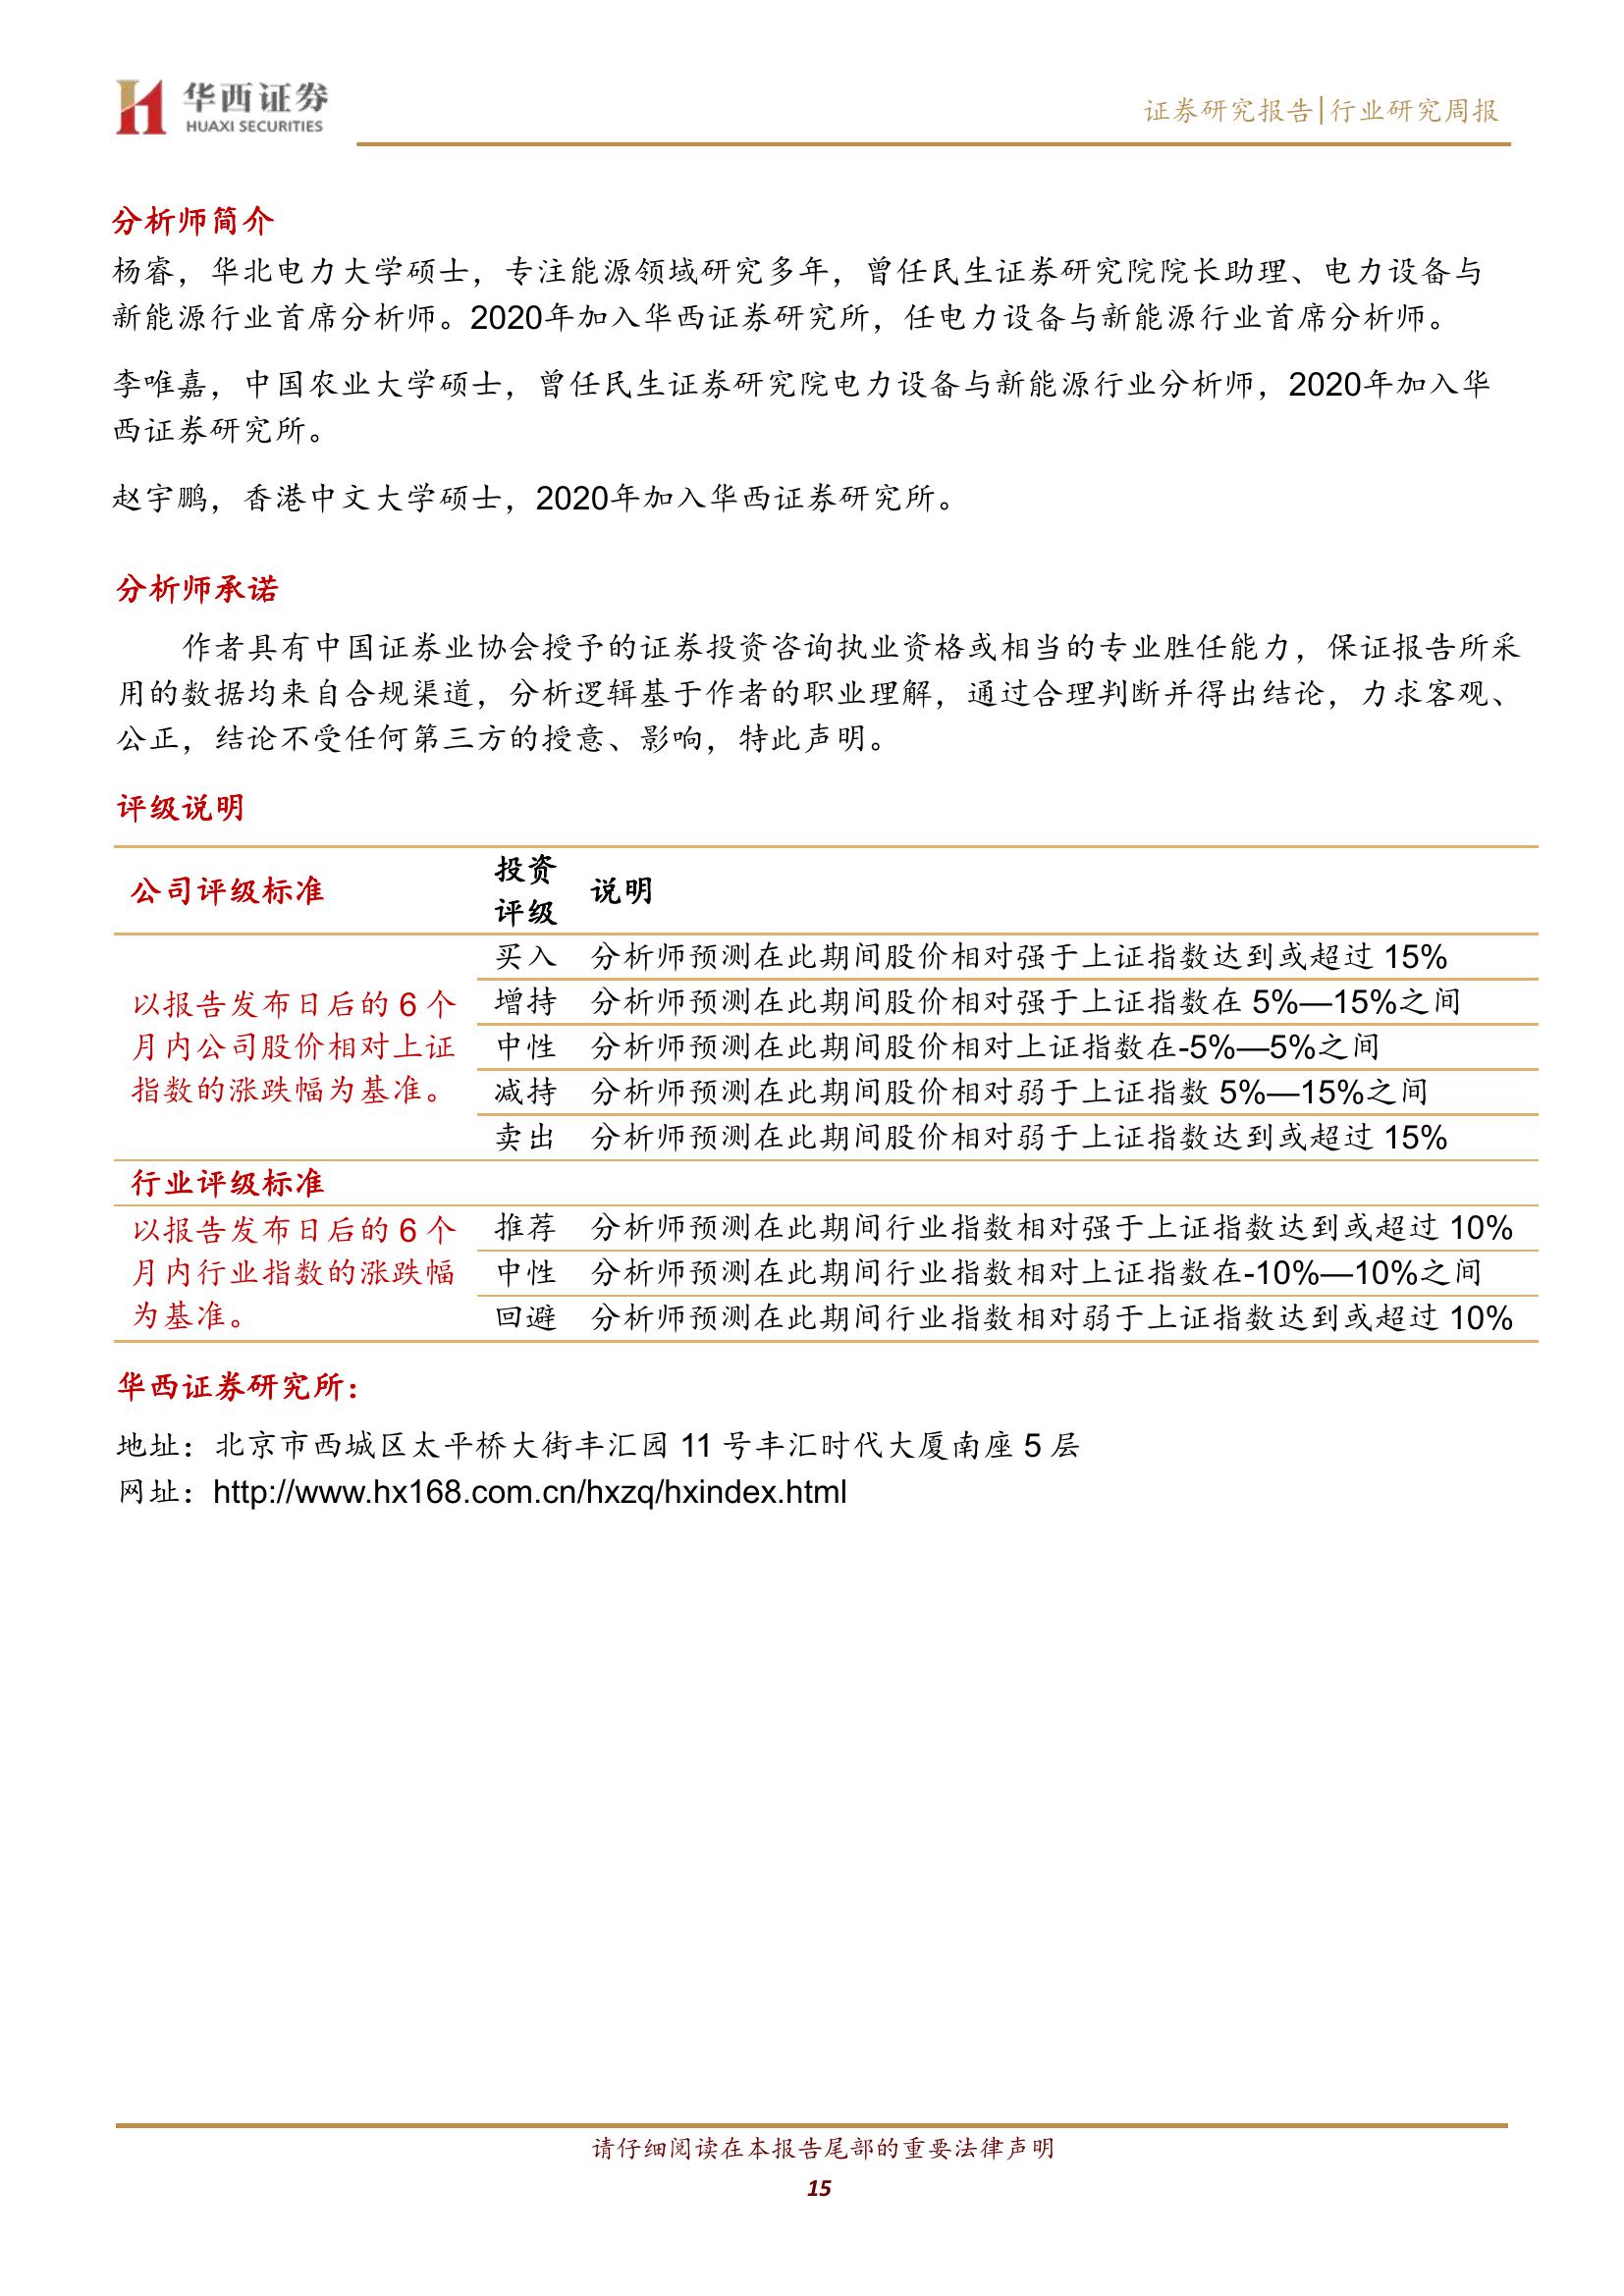 华西证券
HUAXI SECURITIES
证券研究报告|行业研究周报
分析师简介
杨睿，华北电力大学硕士，专注能源领域研究多年，曾任民生证券研究院院长助理、电力设备与
新能源行业首席分析师。2020年加入华西证券研究所，任电力设备与新能源行业首席分析师。
李唯嘉，中国农业大学硕士，曾任民生证券研究院电力设备与新能源行业分析师，2020年加入华
西证券研究所。
赵宇鹏，香港中文大学硕士，2020年加入华西证券研究所。
分析师承诺
作者具有中国证券业协会授予的证券投资咨询执业资格或相当的专业胜任能力，保证报告所采
用的数据均来自合规渠道，分析逻辑基于作者的职业理解，通过合理判断并得出结论，力求客观、
公正，结论不受任何第三方的授意、影响，特此声明。
评级说明
公司评级标准
投资
评级
说明
以报告发布日后的 6 个
月内公司股价相对上证
指数的涨跌幅为基准。
买入 分析师预测在此期间股价相对强于上证指数达到或超过 15%
增持 分析师预测在此期间股价相对强于上证指数在 5%—15%之间
中性 分析师预测在此期间股价相对上证指数在-5%—5%之间
减持 分析师预测在此期间股价相对弱于上证指数 5%—15%之间
卖出 分析师预测在此期间股价相对弱于上证指数达到或超过 15%
行业评级标准
以报告发布日后的 6 个
月内行业指数的涨跌幅
为基准。
推荐 分析师预测在此期间行业指数相对强于上证指数达到或超过 10%
中性 分析师预测在此期间行业指数相对上证指数在-10%—10%之间
回避 分析师预测在此期间行业指数相对弱于上证指数达到或超过 10%
华西证券研究所：
地址：北京市西城区太平桥大街丰汇园 11 号丰汇时代大厦南座 5 层
网址：http://www.hx168.com.cn/hxzq/hxindex.html
请仔细阅读在本报告尾部的重要法律声明
15